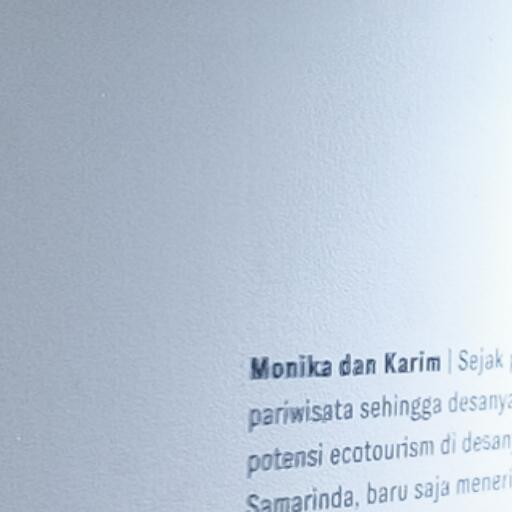 Monika dan Karim | Sejak
pariwisata sehingga desanya
potensi ecotourism di desan
Samarinda, baru saja meneri